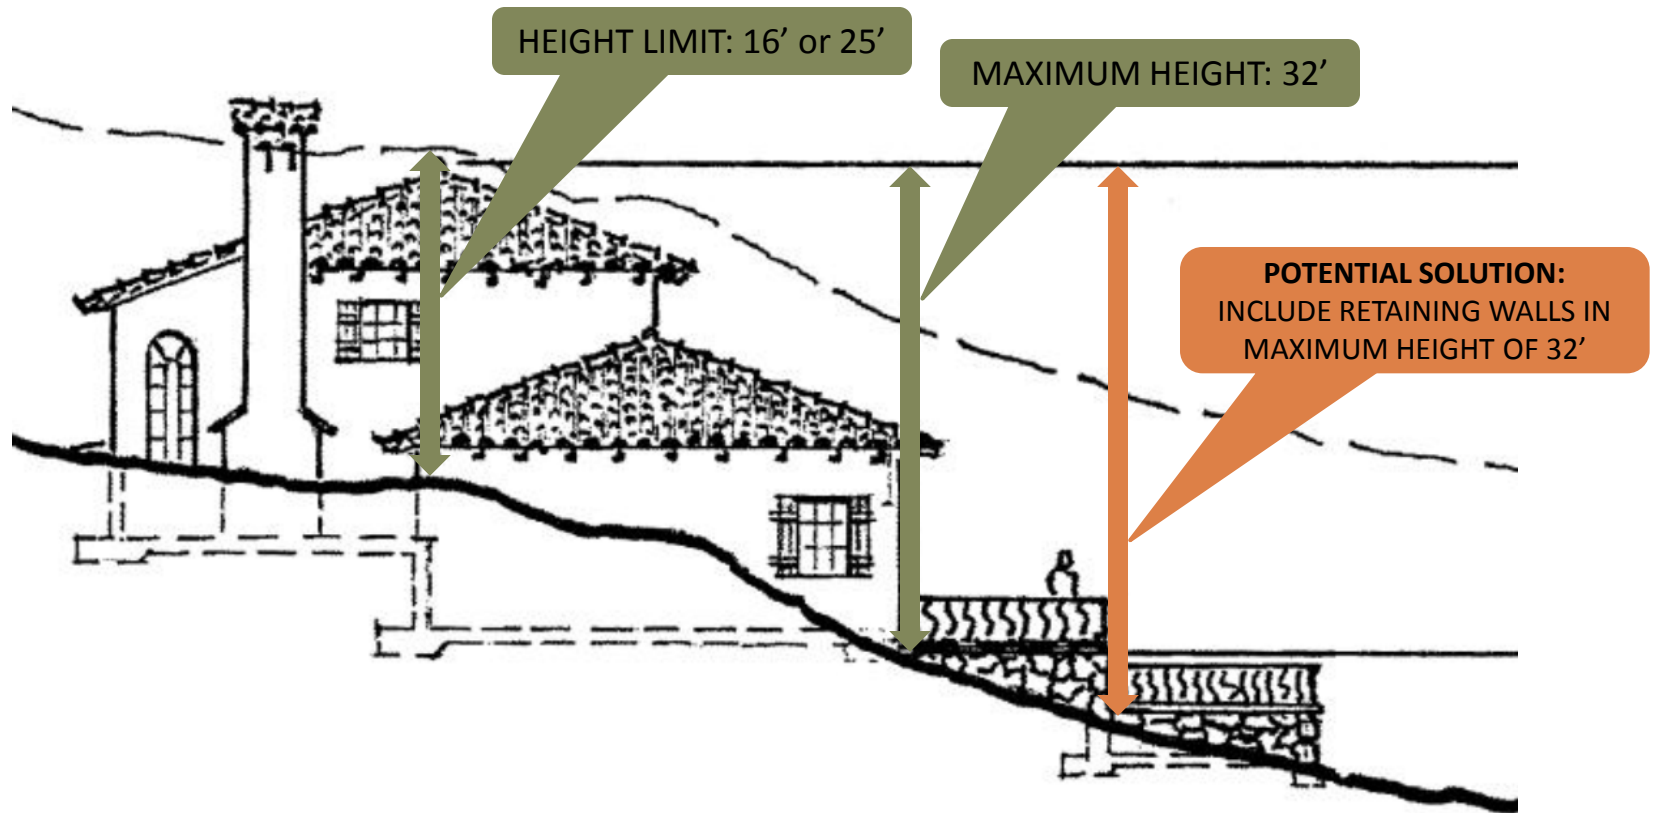 HEIGHT LIMIT: 16’ or 25’
MAXIMUM HEIGHT: 32’
POTENTIAL SOLUTION:
INCLUDE RETAINING WALLS IN
MAXIMUM HEIGHT OF 32’